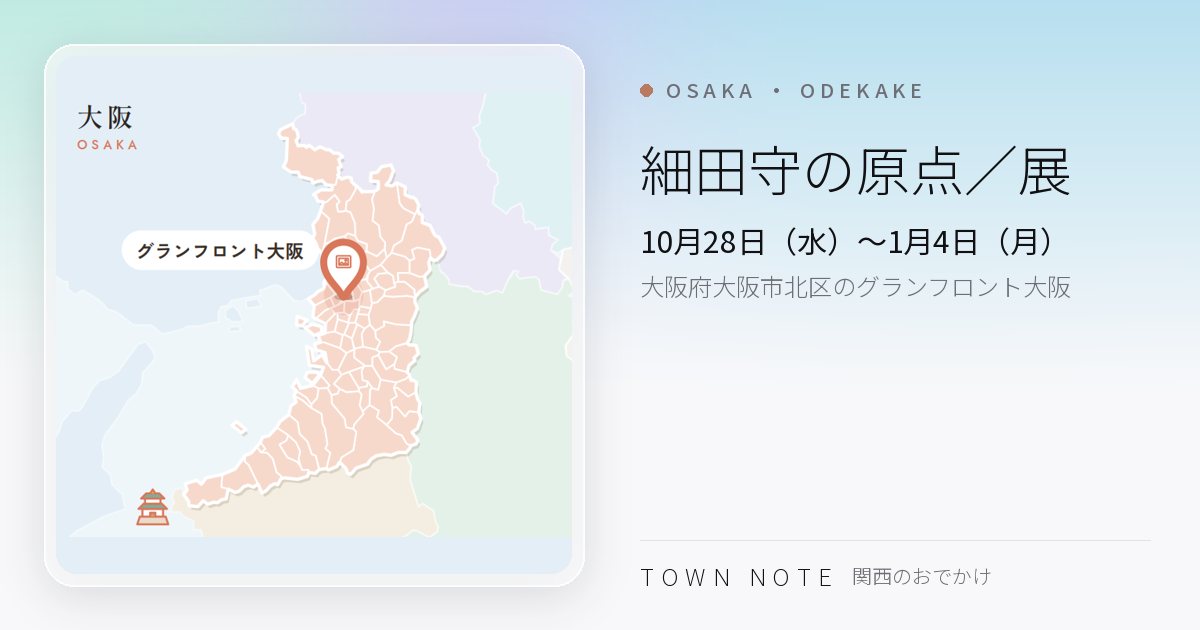 大阪
OSAKA
グランフロント大阪
OSAKA • ODEKAKE
細田守の原点／展
10月28日（水）～1月4日（月）
大阪府大阪市北区のグランフロント大阪
TOWN NOTE 関西のおでかけ